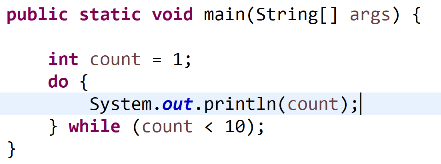 public static void main(String[] args) {
int count = 1;
do {
System.out.println(count);
} while (count < 10);
}